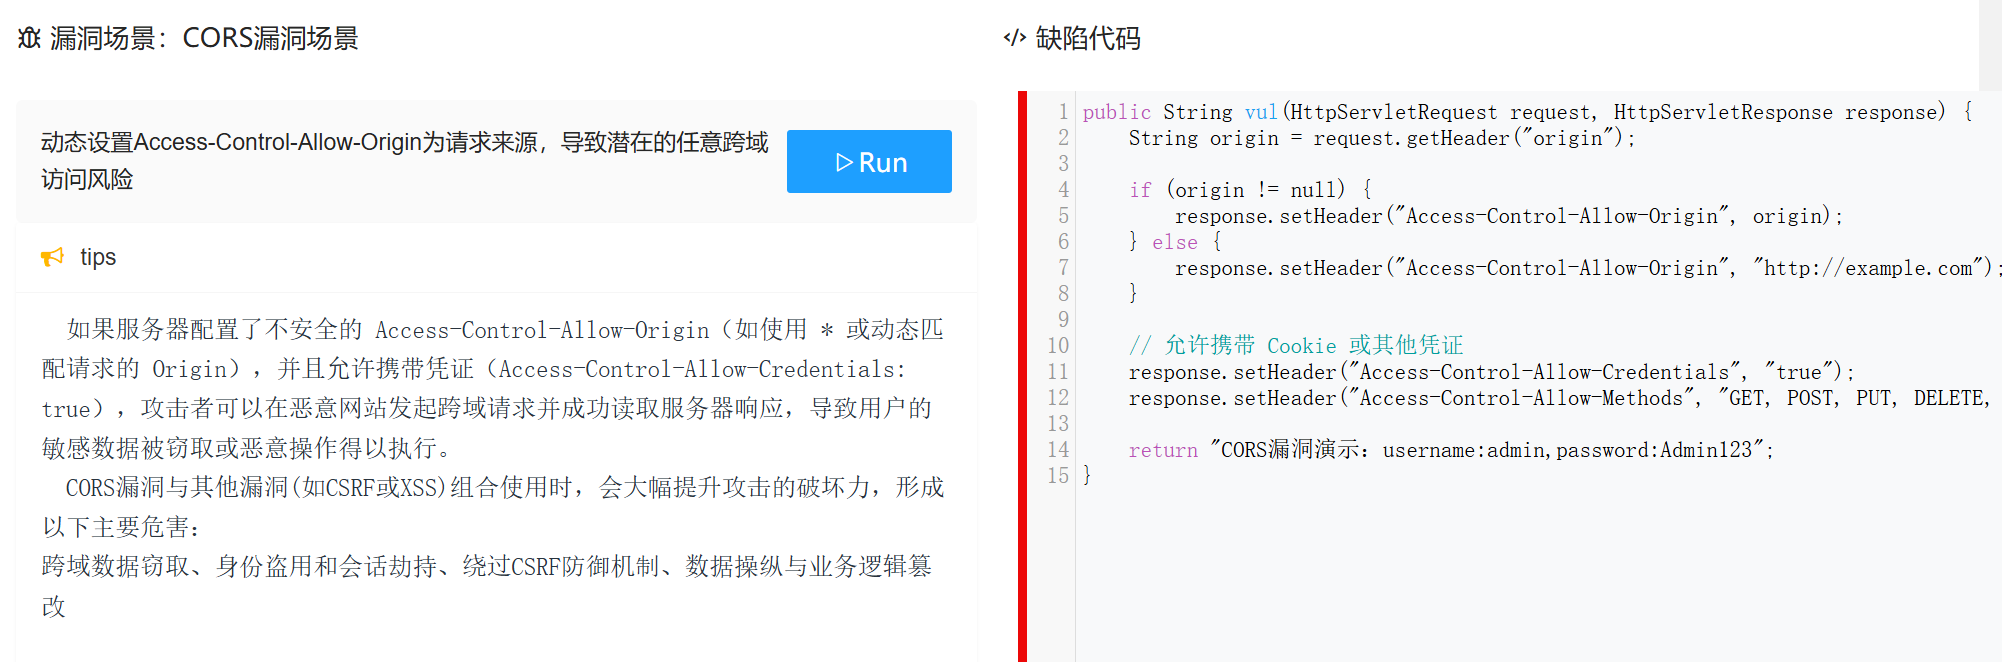 漏洞场景：CORS漏洞场景
动态设置Access-Control-Allow-Origin为请求来源，导致潜在的任意跨域
访问风险
Run
tips
如果服务器配置了不安全的 Access-Control-Allow-Origin（如使用 * 或动态匹
配请求的 Origin），并且允许携带凭证（Access-Control-Allow-Credentials:
true），攻击者可以在恶意网站发起跨域请求并成功读取服务器响应，导致用户的
敏感数据被窃取或恶意操作得以执行。
CORS漏洞与其他漏洞(如CSRF或XSS)组合使用时，会大幅提升攻击的破坏力，形成
以下主要危害：
跨域数据窃取、身份盗用和会话劫持、绕过CSRF防御机制、数据操纵与业务逻辑篡
改
</> 缺陷代码
1 public String vul(HttpServletRequest request, HttpServletResponse response) {
2 String origin = request.getHeader("origin");
3
4 if (origin != null) {
5 response.setHeader("Access-Control-Allow-Origin", origin);
6 } else {
7 response.setHeader("Access-Control-Allow-Origin", "http://example.com");
8 }
9
10 // 允许携带 Cookie 或其他凭证
11 response.setHeader("Access-Control-Allow-Credentials", "true");
12 response.setHeader("Access-Control-Allow-Methods", "GET, POST, PUT, DELETE,
13
14 return "CORS漏洞演示：username:admin,password:Admin123";
15 }